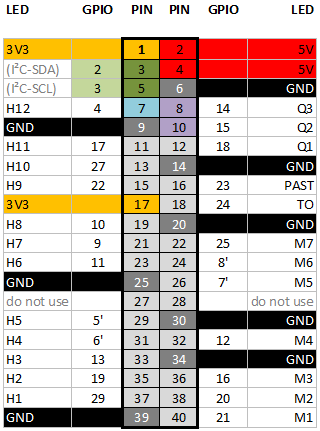 LED GPIO PIN PIN GPIO LED
3V3 1 2 5V
(I²C-SDA) 2 3 4 5V
(I²C-SCL) 3 5 6 GND
H12 4 7 8 14 Q3
GND 9 10 15 Q2
H11 17 11 12 18 Q1
H10 27 13 14 GND
H9 22 15 16 23 PAST
3V3 17 18 24 TO
H8 10 19 20 GND
H7 9 21 22 25 M7
H6 11 23 24 8' M6
GND 25 26 7' M5
do not use 27 28 do not use
H5 5' 29 30 GND
H4 6' 31 32 12 M4
H3 13 33 34 GND
H2 19 35 36 16 M3
H1 29 37 38 20 M2
GND 39 40 21 M1